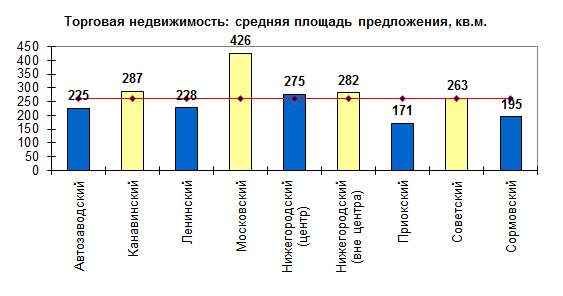 Торговая недвижимость: средняя площадь предложения, кв.м.
450
400
350
300
250
200
150
100
50
0
225
287
228
426
275
282
171
263
195
Автозаводский
Канавинский
Ленинский
Московский
Нижегородский
(центр)
Нижегородский
(вне центра)
Приокский
Советский
Сормовский